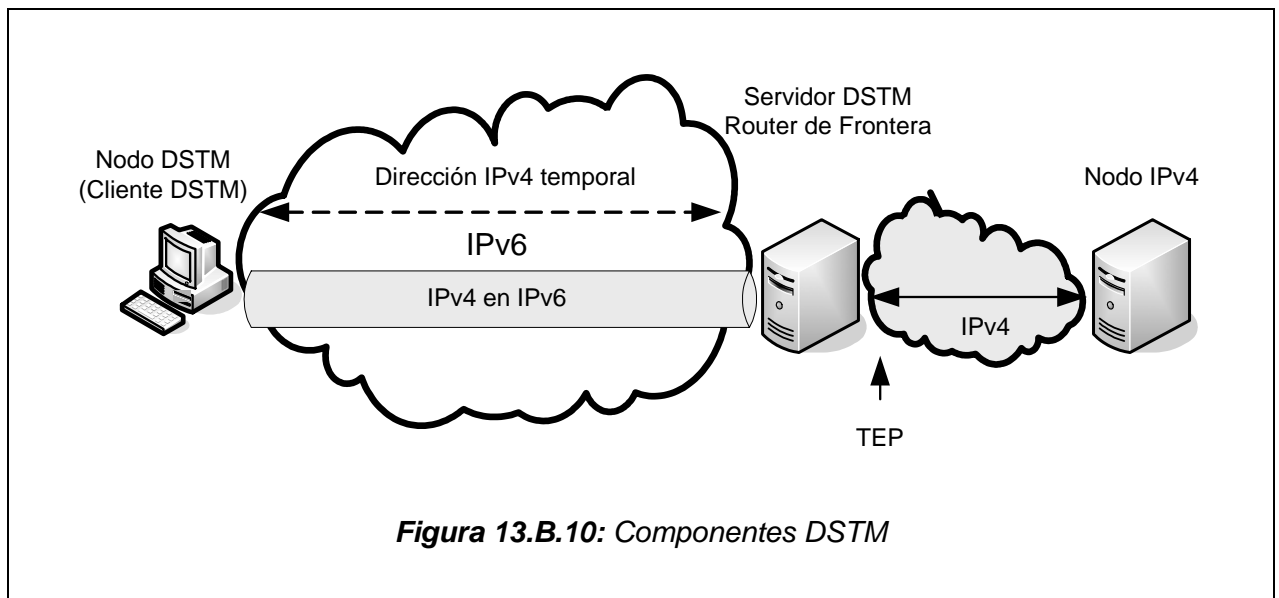 Nodo DSTM
(Cliente DSTM)
Dirección IPv4 temporal
IPv6
IPv4 en IPv6
Servidor DSTM
Router de Frontera
Nodo IPv4
IPv4
TEP
Figura 13.B.10: Componentes DSTM